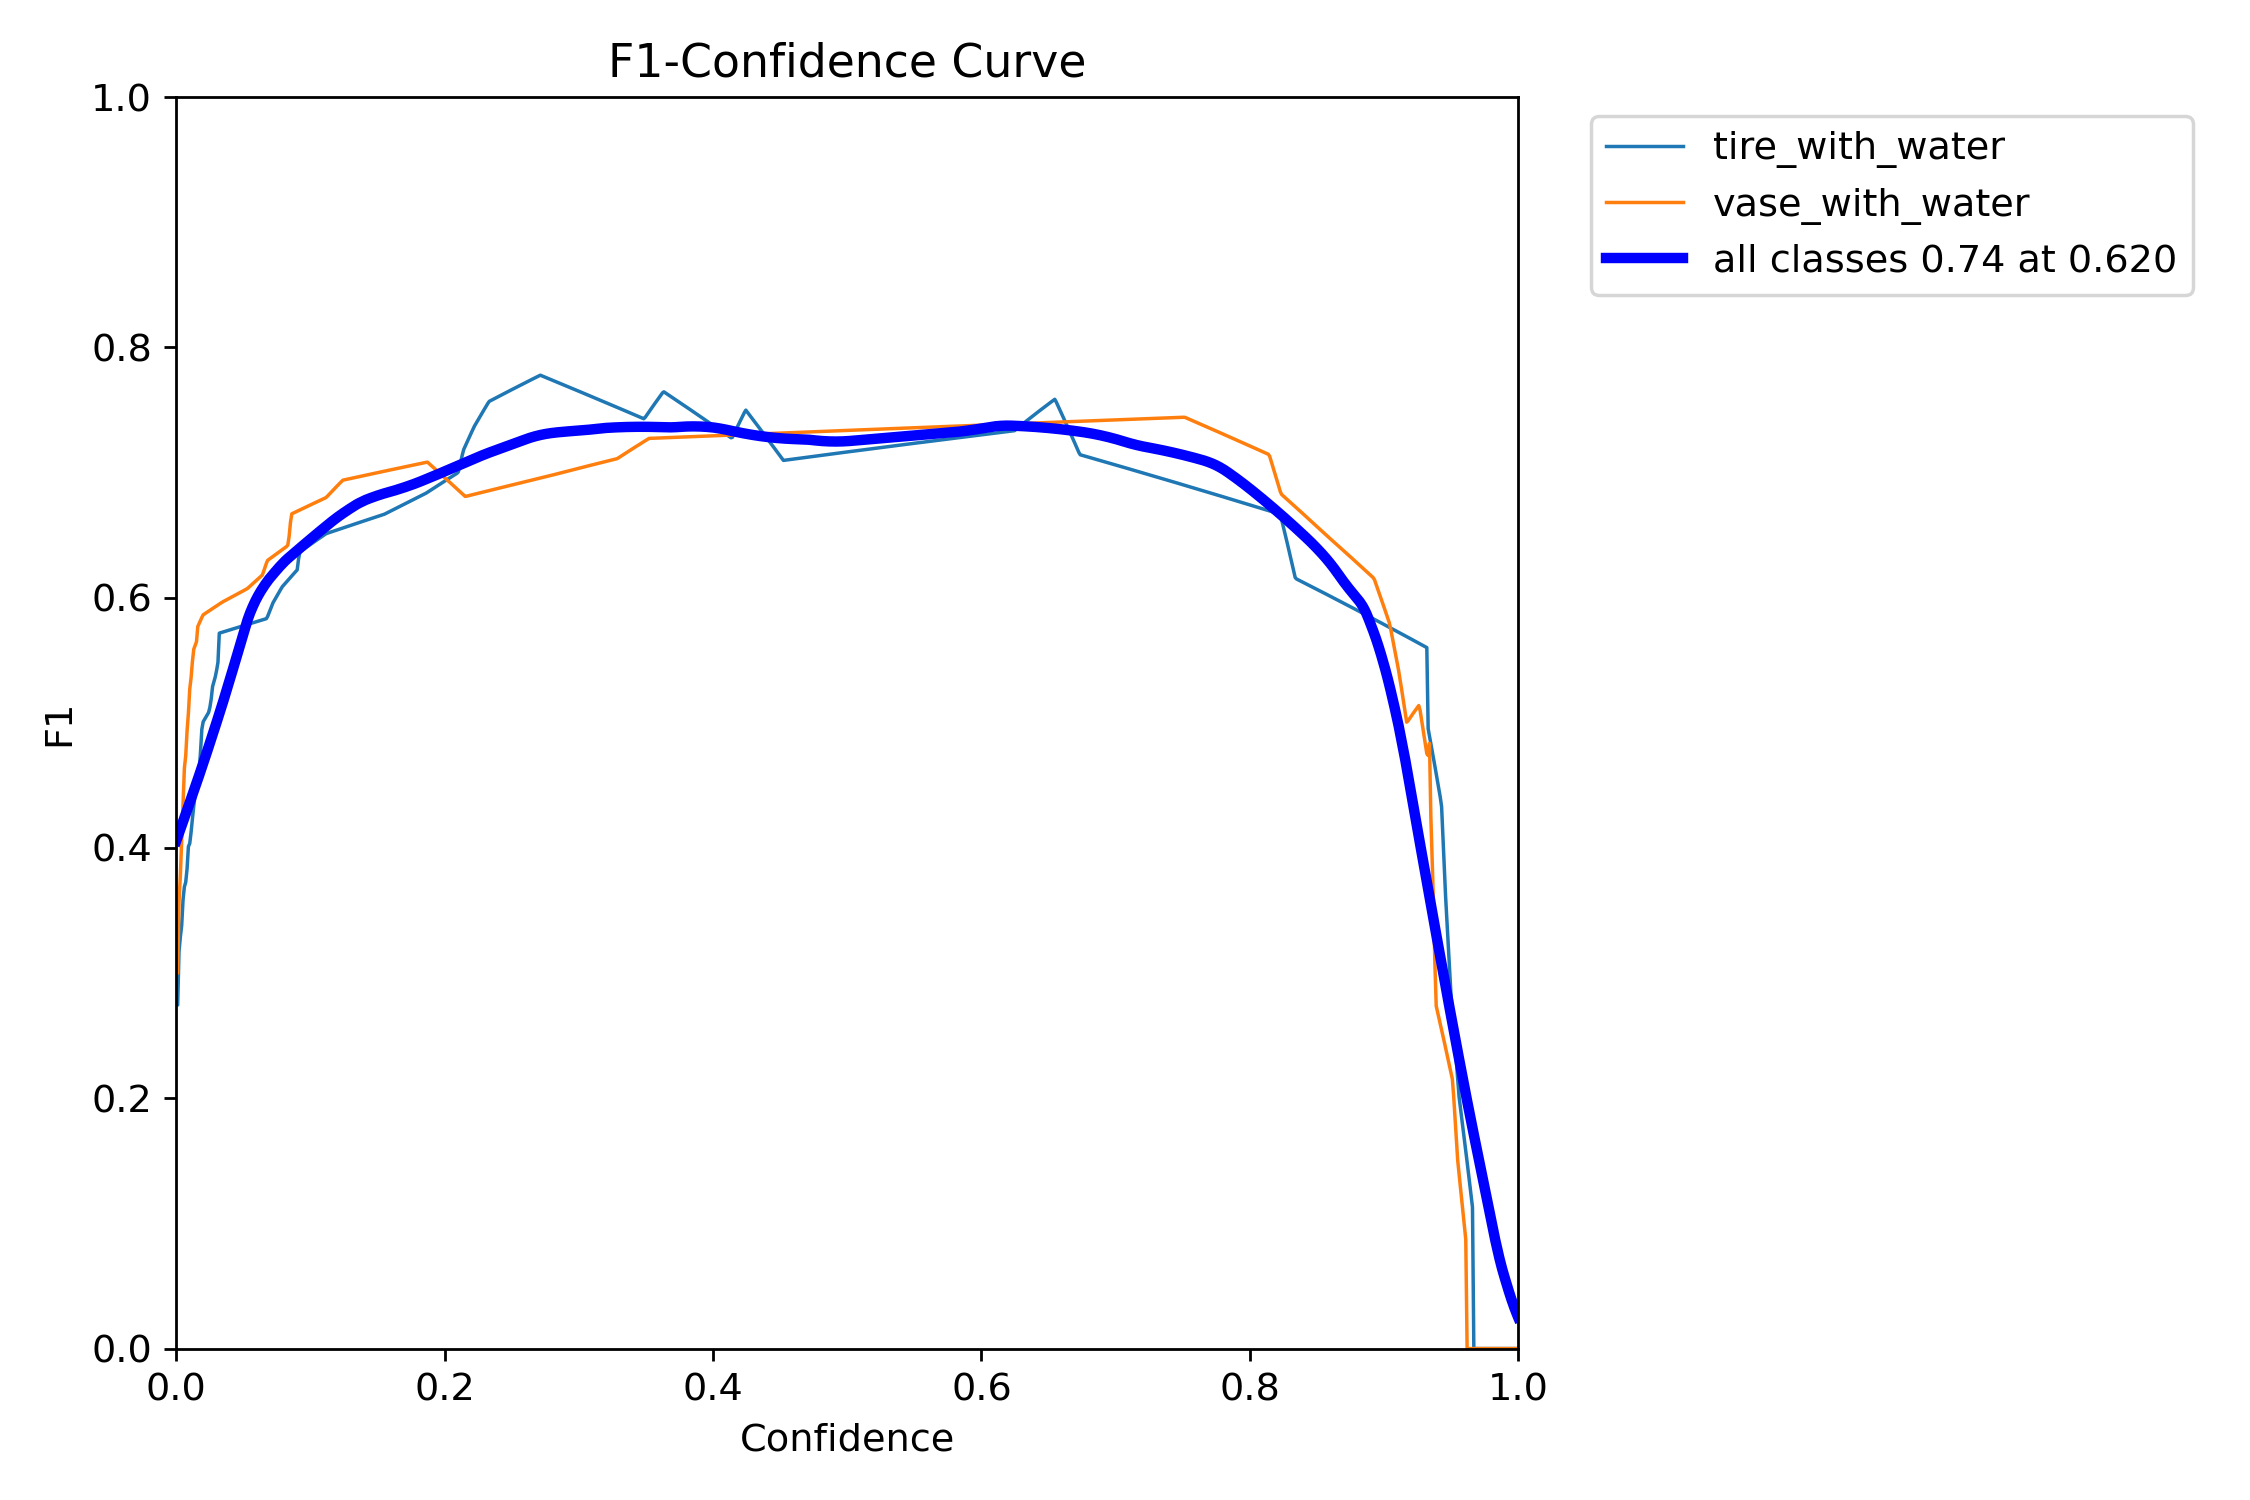 F1-Confidence Curve
tire_with_water
vase_with_water
all classes 0.74 at 0.620
F1
1.0
0.8
0.6
0.4
0.2
0.0
0.0 0.2 0.4 0.6 0.8 1.0
Confidence